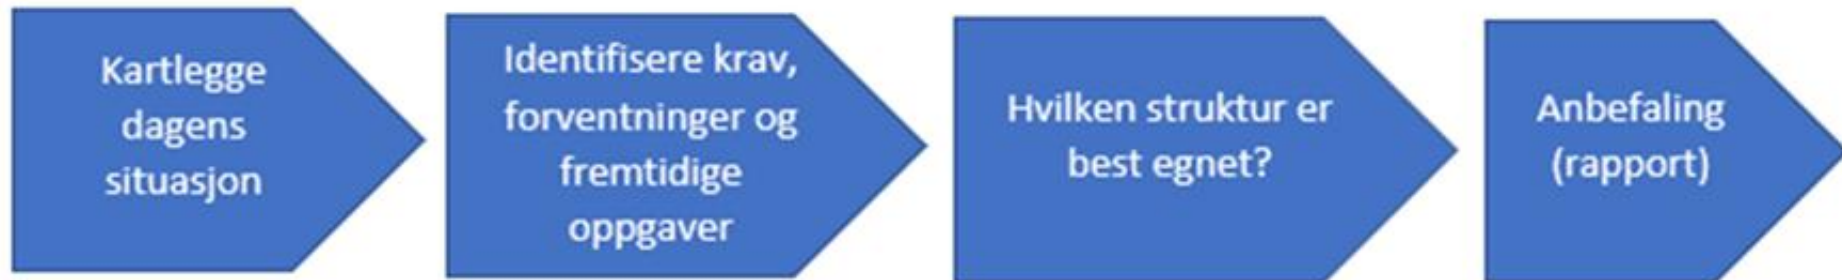 Kartlegge
dagens
situasjon
Identifisere krav,
forventninger og
fremtidige
oppgaver
Hvilken struktur er
best egnet?
Anbefaling
(rapport)